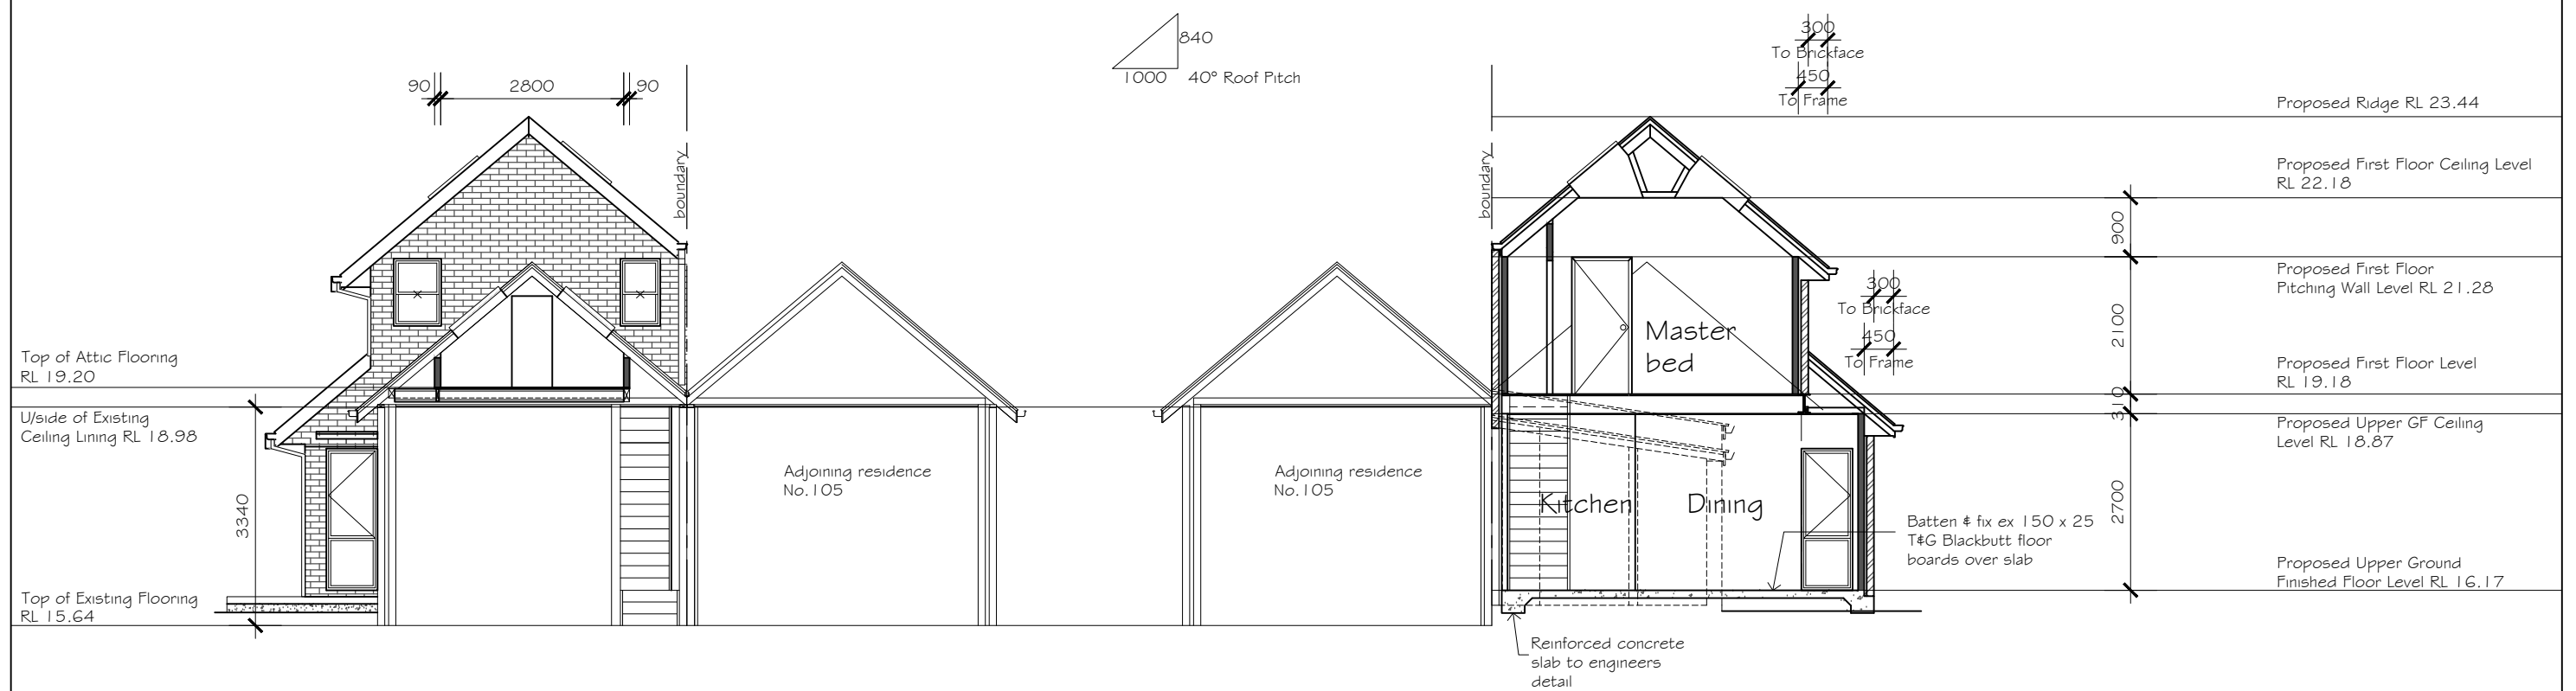 840
1000 40° Roof Pitch
90 2800 90
300
To Brickface
450
To Frame
boundary
boundary
Proposed Ridge RL 23.44
Proposed First Floor Ceiling Level
RL 22.18
900
Proposed First Floor
Pitching Wall Level RL 21.28
300
To Brickface
450
To Frame
2100
Master
bed
Top of Attic Flooring
RL 19.20
Proposed First Floor Level
RL 19.18
310
U/side of Existing
Ceiling Lining RL 18.98
Proposed Upper GF Ceiling
Level RL 18.87
Adjoining residence
No.105
Adjoining residence
No.105
Kitchen
Dining
3340
2700
Batten & fix ex 150 x 25
T&G Blackbutt floor
boards over slab
Proposed Upper Ground
Finished Floor Level RL 16.17
Top of Existing Flooring
RL 15.64
Reinforced concrete
slab to engineers
detail